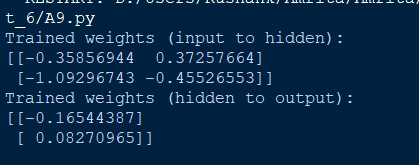 t_6/A9.py
Trained weights (input to hidden):
[[-0.35856944  0.37257664]
 [-1.09296743 -0.45526553]]
Trained weights (hidden to output):
[[-0.16544387]
 [ 0.08270965]]